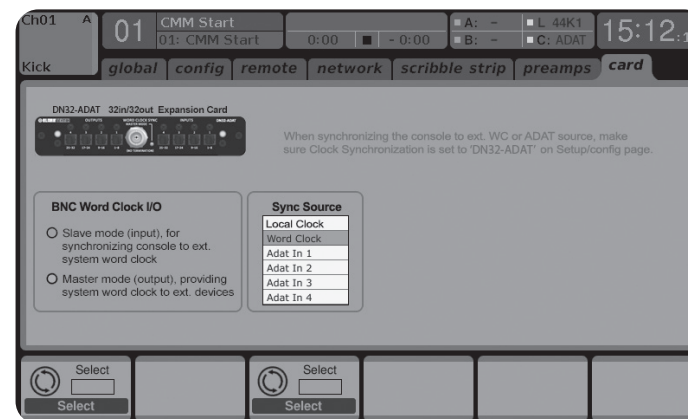 Ch01 A
Kick
01
CMM Start
01: CMM Start
0:00 - 0:00
A: -
B: -
L 44K1
C: ADAT
15:12
global config remote network scribble strip preamps card
DN32-ADAT 32in/32out Expansion Card
OUTPUTS
WORD CLOCK SYNC
INPUTS
DN32-ADAT
When synchronizing the console to ext. WC or ADAT source, make
sure Clock Synchronization is set to 'DN32-ADAT' on Setup/config page.
BNC Word Clock I/O
Slave mode (input), for
synchronizing console to ext.
system word clock
Master mode (output), providing
system word clock to ext. devices
Sync Source
Local Clock
Word Clock
Adat In 1
Adat In 2
Adat In 3
Adat In 4
Select
Select
Select
Select